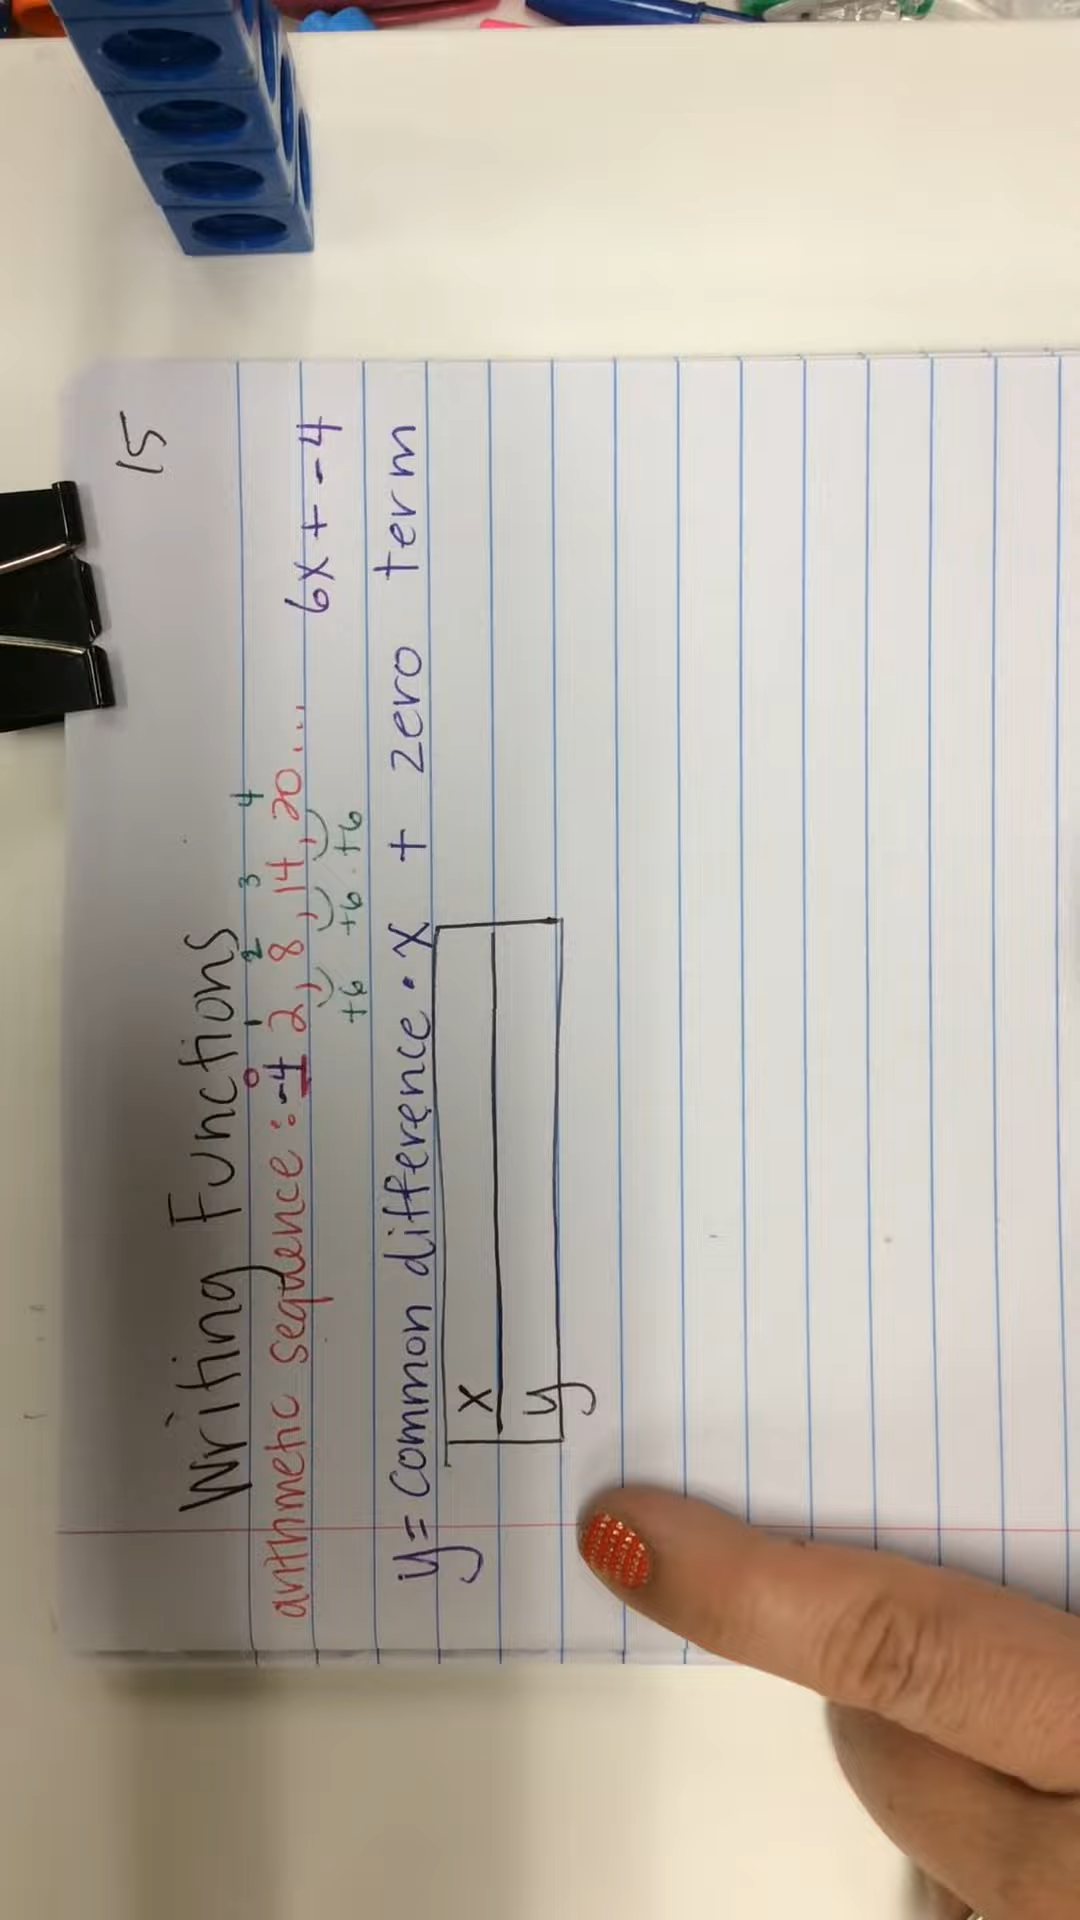 15
Writing Functions
0 1 2 3 4
arithmetic sequence: -4 2, 8, 14, 20...
+6 +6 +6
6x + -4
y = common difference · x + zero term
x
y